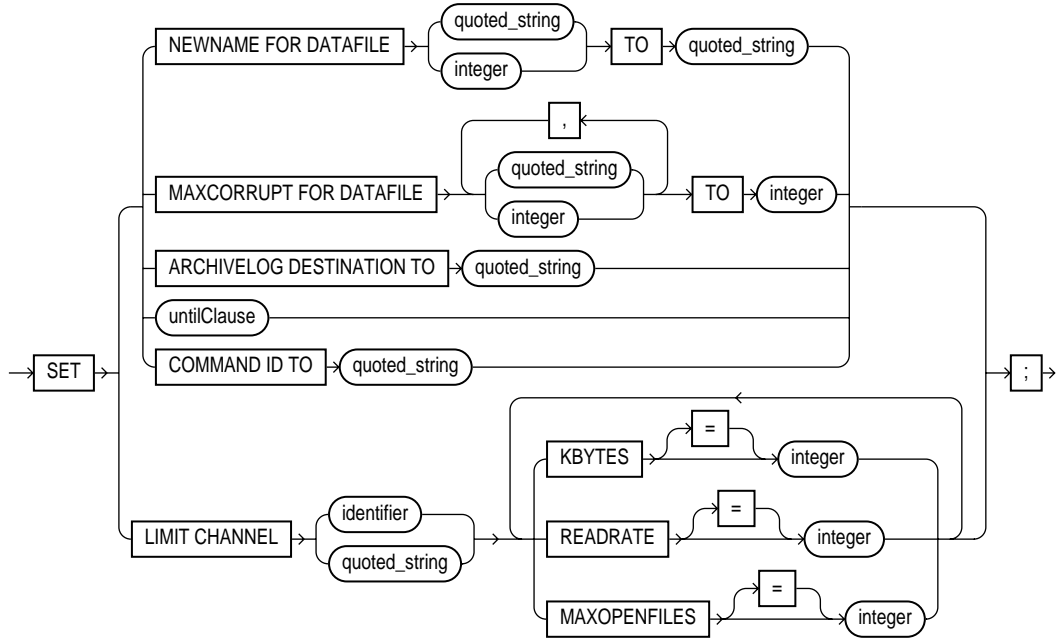 quoted_string
NEWNAME FOR DATAFILE
TO
quoted_string
integer
,
quoted_string
MAXCORRUPT FOR DATAFILE
TO
integer
integer
ARCHIVELOG DESTINATION TO
quoted_string
untilClause
SET
COMMAND ID TO
quoted_string
;
=
KBYTES
integer
identifier
LIMIT CHANNEL
quoted_string
=
READRATE
integer
=
MAXOPENFILES
integer